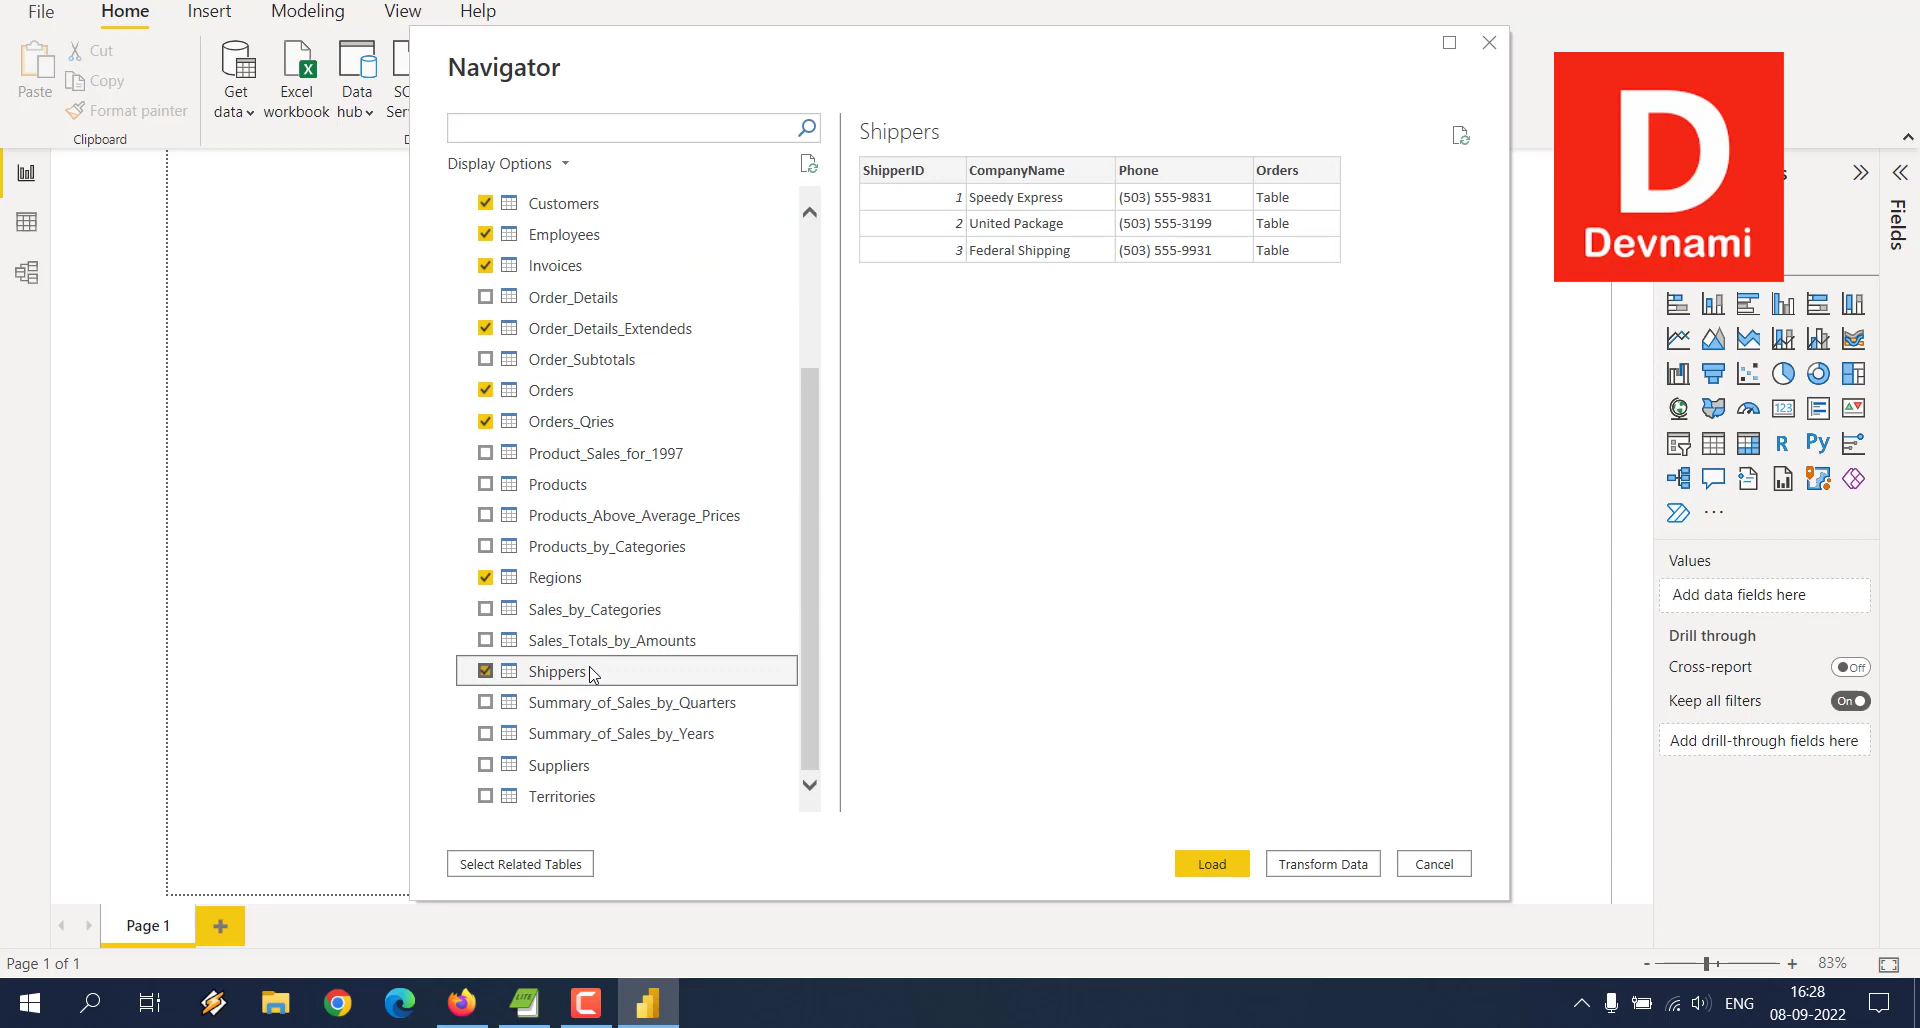 File
Home
Insert
Modeling
View
Help
Paste
Cut
Copy
Format painter
Clipboard
Get
data
Excel
workbook
Data
hub
Navigator
Display Options
Customers
Employees
Invoices
Order_Details
Order_Details_Extendeds
Order_Subtotals
Orders
Orders_Qries
Product_Sales_for_1997
Products
Products_Above_Average_Prices
Products_by_Categories
Regions
Sales_by_Categories
Sales_Totals_by_Amounts
Shippers
Summary_of_Sales_by_Quarters
Summary_of_Sales_by_Years
Suppliers
Territories
Select Related Tables
Shippers
ShipperID CompanyName Phone Orders
1 Speedy Express (503) 555-9831 Table
2 United Package (503) 555-3199 Table
3 Federal Shipping (503) 555-9931 Table
Load
Transform Data
Cancel
D
Devnami
Fields
123
R
Py
Values
Add data fields here
Drill through
Cross-report
Off
Keep all filters
On
Add drill-through fields here
Page 1
Page 1 of 1
- + 83%
LITE
ENG
16:28
08-09-2022